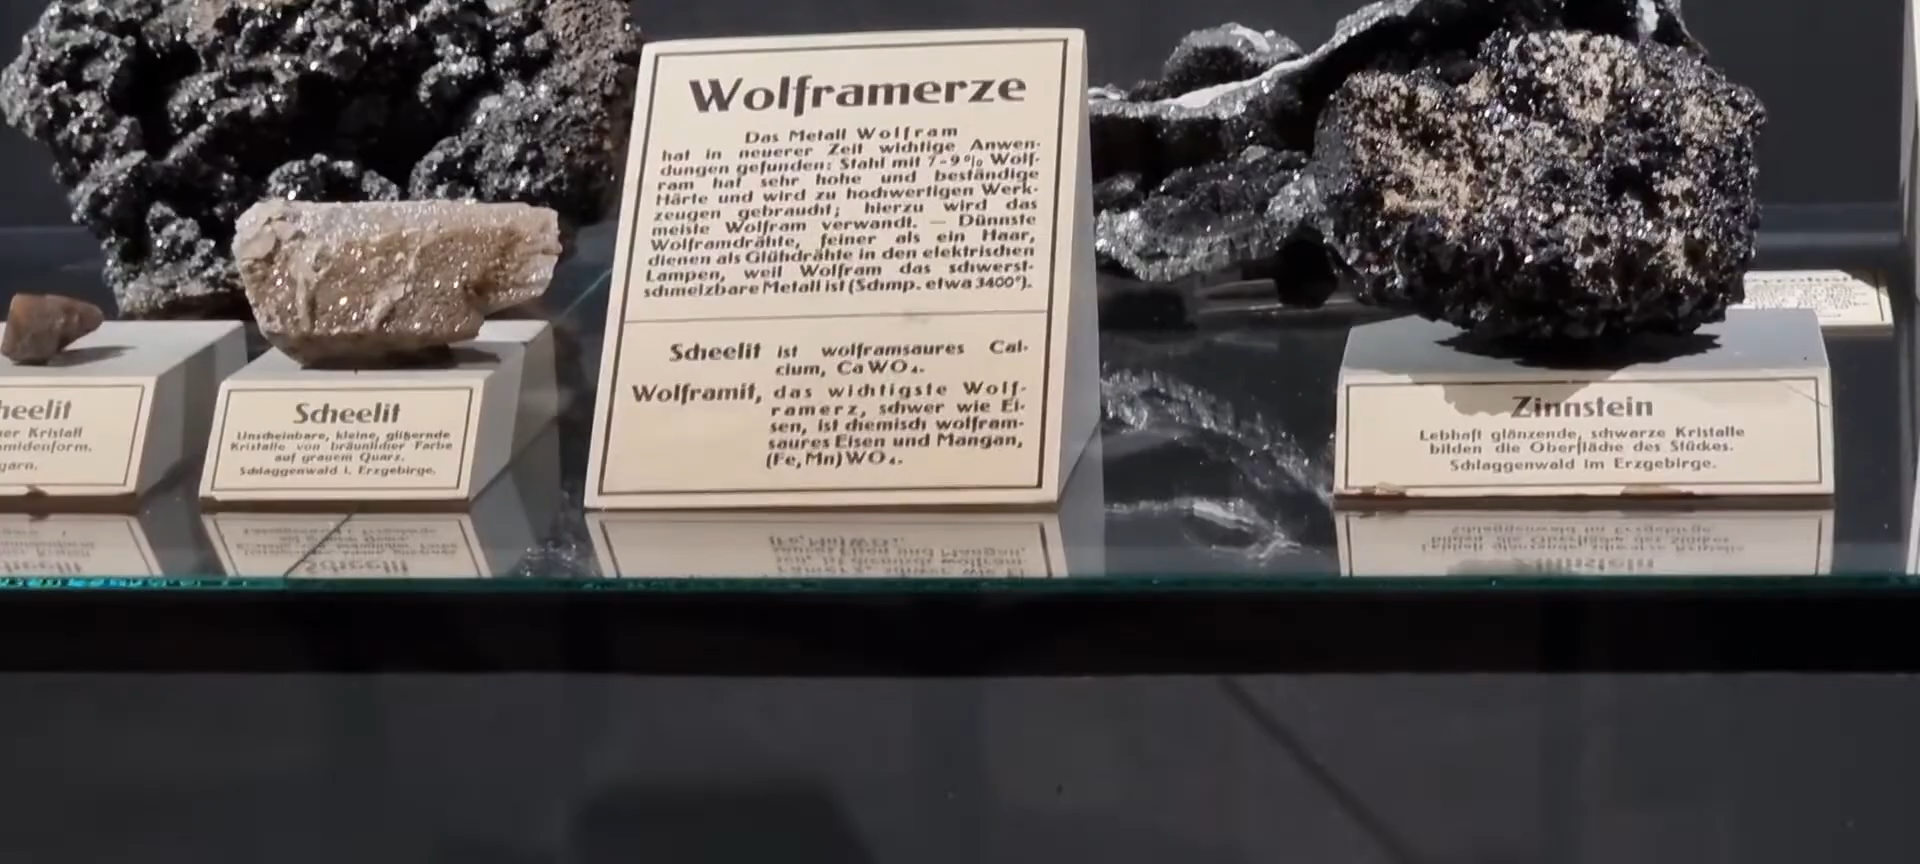 heelit
er Kristall
midenform.
garn.
Scheelit
Unscheinbare, kleine, glitzernde
Kristalle von bräunlicher Farbe
auf grauem Quarz.
Schlaggenwald i. Erzgebirge.
Wolframerze
Das Metall Wolfram
hat in neuerer Zeit wichtige Anwen-
dungen gefunden: Stahl mit 7-9% Wolf-
ram hat sehr hohe und beständige
Härte und wird zu hochwertigen Werk-
zeugen gebraucht; hierzu wird das
meiste Wolfram verwandt. — Dünnste
Wolframdrähte, feiner als ein Haar,
dienen als Glühdrähte in den elektrischen
Lampen, weil Wolfram das schwerst-
schmelzbare Metall ist (Schmp. etwa 3400°).
Scheelit ist wolframsaures Cal-
cium, CaWO₄.
Wolframit, das wichtigste Wolf-
ramerz, schwer wie Ei-
sen, ist chemisch wolfram-
saures Eisen und Mangan,
(Fe, Mn)WO₄.
Zinnstein
Lebhaft glänzende, schwarze Kristalle
bilden die Oberfläche des Stückes.
Schlaggenwald im Erzgebirge.